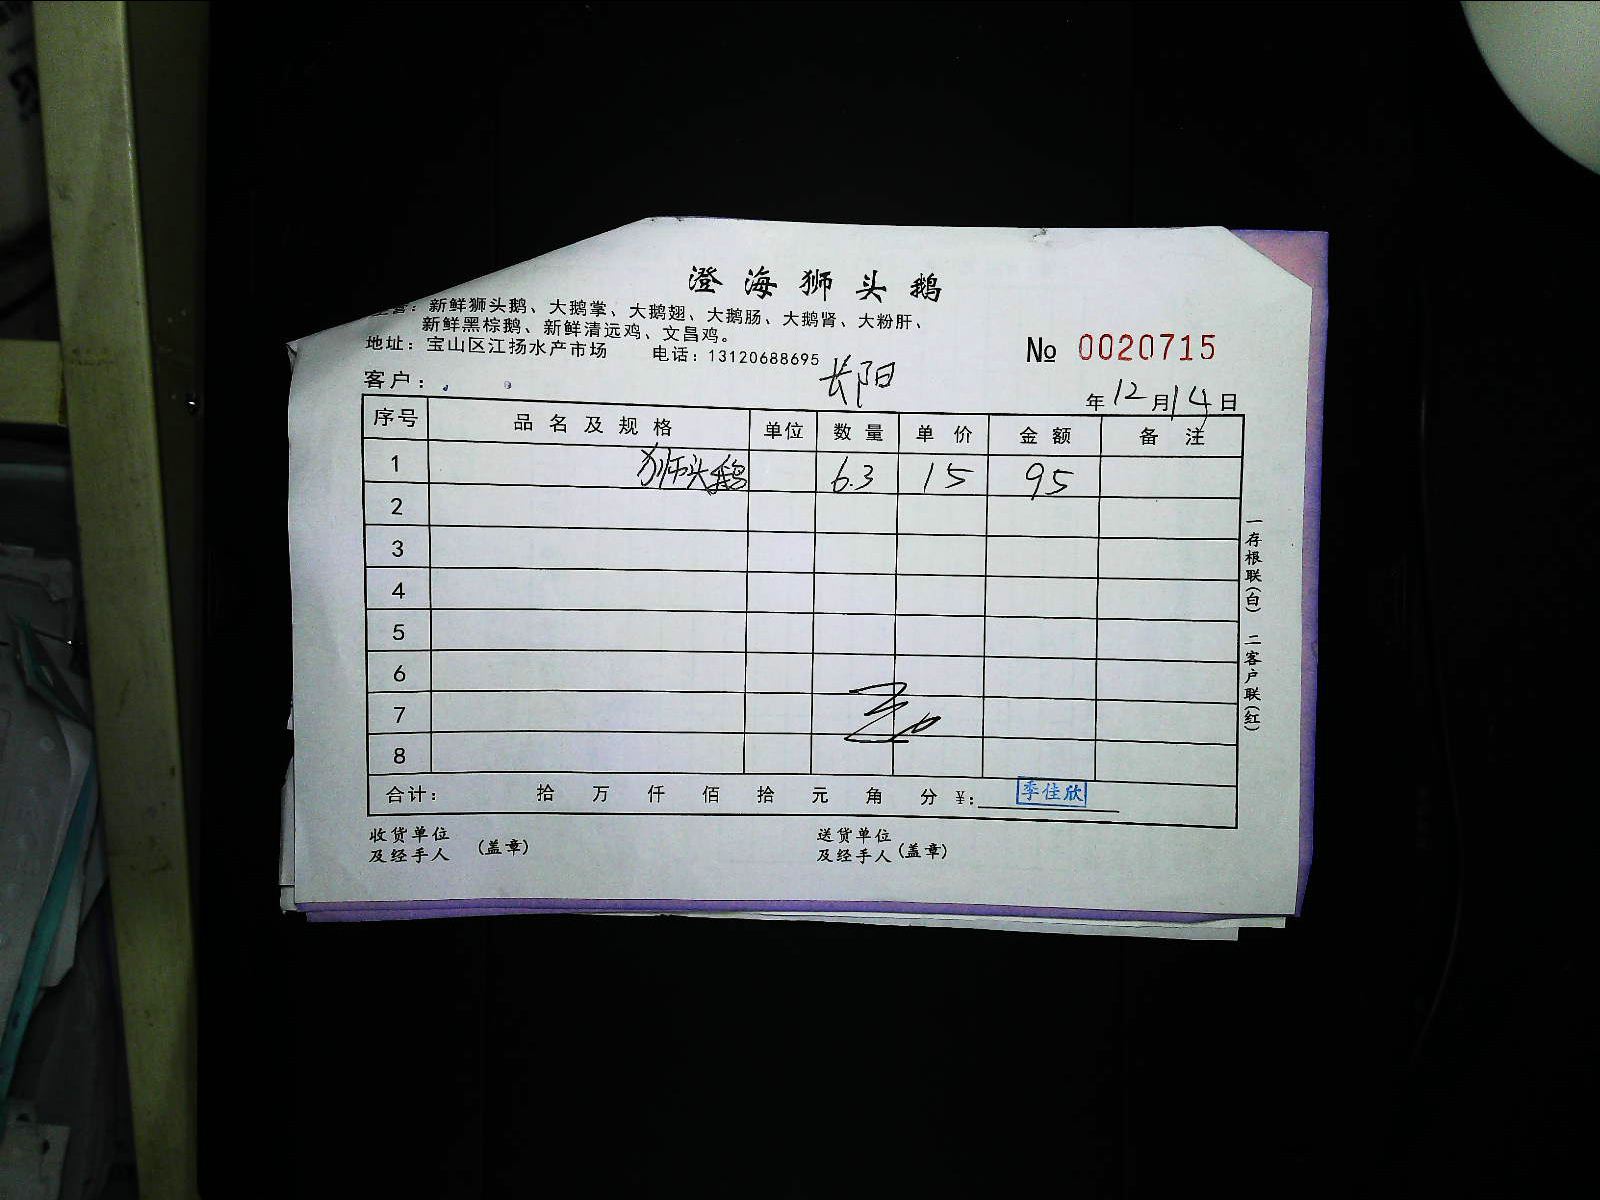 澄海狮头鹅
主营：新鲜狮头鹅、大鹅掌、大鹅翅、大鹅肠、大鹅肾、大粉肝、
新鲜黑棕鹅、新鲜清远鸡、文昌鸡。
地址：宝山区江扬水产市场 电话：13120688695
№ 0020715
客户： 长阳
年 12 月 14 日
序号 品名及规格 单位 数量 单价 金额 备注
1 狮头鹅 6.3 15 95
2
3
4
5
6
7
8
合计： 拾 万 仟 佰 拾 元 角 分 ¥： 季佳欣
收货单位及经手人（盖章） 送货单位及经手人（盖章）
一存根联(白) 二客户联(红)